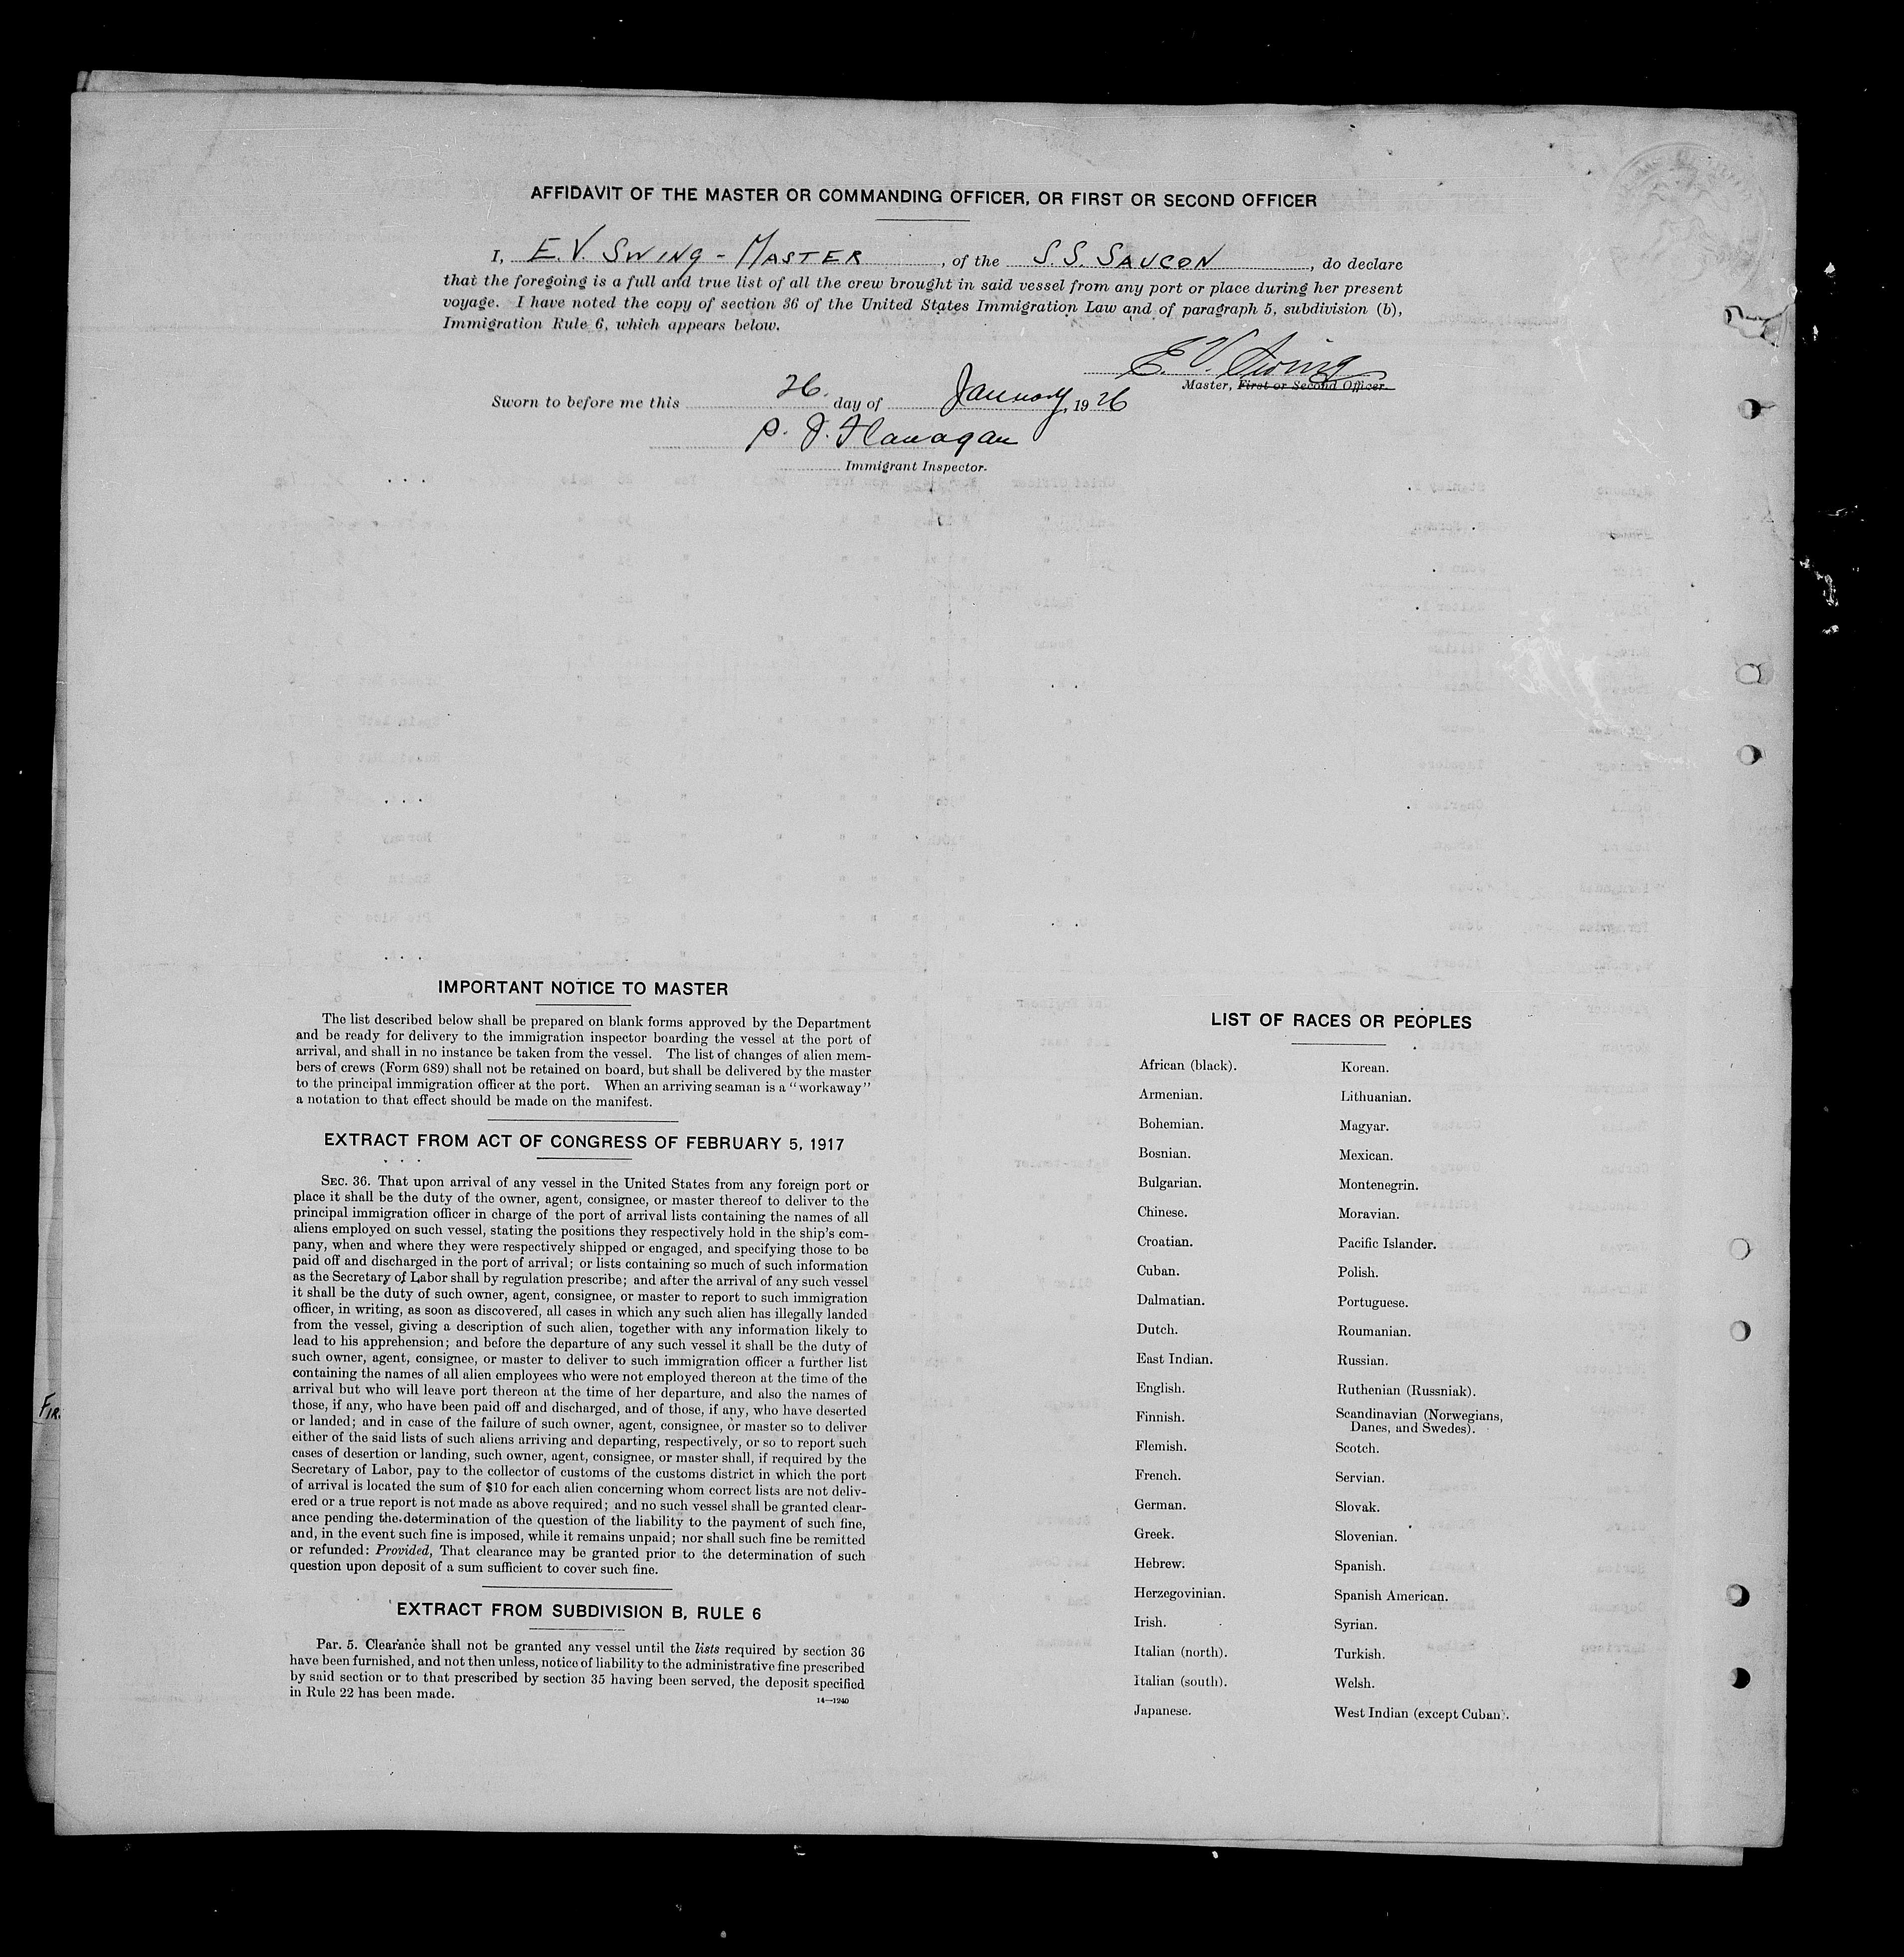 AFFIDAVIT OF THE MASTER OR COMMANDING OFFICER, OR FIRST OR SECOND OFFICER
I, E. V. SWING - MASTER, of the S.S. SAUCON, do declare
that the foregoing is a full and true list of all the crew brought in said vessel from any port or place during her present
voyage. I have noted the copy of section 36 of the United States Immigration Law and of paragraph 5, subdivision (b),
Immigration Rule 6, which appears below.
E. V. Swing
Master, First or Second Officer.
Sworn to before me this 26. day of January, 1926
P. J. Flanagan
Immigrant Inspector.
IMPORTANT NOTICE TO MASTER
The list described below shall be prepared on blank forms approved by the Department
and be ready for delivery to the immigration inspector boarding the vessel at the port of
arrival, and shall in no instance be taken from the vessel. The list of changes of alien mem-
bers of crews (Form 689) shall not be retained on board, but shall be delivered by the master
to the principal immigration officer at the port. When an arriving seaman is a "workaway"
a notation to that effect should be made on the manifest.
EXTRACT FROM ACT OF CONGRESS OF FEBRUARY 5, 1917
SEC. 36. That upon arrival of any vessel in the United States from any foreign port or
place it shall be the duty of the owner, agent, consignee, or master thereof to deliver to the
principal immigration officer in charge of the port of arrival lists containing the names of all
aliens employed on such vessel, stating the positions they respectively hold in the ship's com-
pany, when and where they were respectively shipped or engaged, and specifying those to be
paid off and discharged in the port of arrival; or lists containing so much of such information
as the Secretary of Labor shall by regulation prescribe; and after the arrival of any such vessel
it shall be the duty of such owner, agent, consignee, or master to report to such immigration
officer, in writing, as soon as discovered, all cases in which any such alien has illegally landed
from the vessel, giving a description of such alien, together with any information likely to
lead to his apprehension; and before the departure of any such vessel it shall be the duty of
such owner, agent, consignee, or master to deliver to such immigration officer a further list
containing the names of all alien employees who were not employed thereon at the time of the
arrival but who will leave port thereon at the time of her departure, and also the names of
those, if any, who have been paid off and discharged, and of those, if any, who have deserted
or landed; and in case of the failure of such owner, agent, consignee, or master so to deliver
either of the said lists of such aliens arriving and departing, respectively, or so to report such
cases of desertion or landing, such owner, agent, consignee, or master shall, if required by the
Secretary of Labor, pay to the collector of customs of the customs district in which the port
of arrival is located the sum of $10 for each alien concerning whom correct lists are not deliv-
ered or a true report is not made as above required; and no such vessel shall be granted clear-
ance pending the determination of the question of the liability to the payment of such fine,
and, in the event such fine is imposed, while it remains unpaid; nor shall such fine be remitted
or refunded: Provided, That clearance may be granted prior to the determination of such
question upon deposit of a sum sufficient to cover such fine.
EXTRACT FROM SUBDIVISION B, RULE 6
Par. 5. Clearance shall not be granted any vessel until the lists required by section 36
have been furnished, and not then unless, notice of liability to the administrative fine prescribed
by said section or to that prescribed by section 35 having been served, the deposit specified
in Rule 22 has been made.
14—1240
LIST OF RACES OR PEOPLES
African (black).
Armenian.
Bohemian.
Bosnian.
Bulgarian.
Chinese.
Croatian.
Cuban.
Dalmatian.
Dutch.
East Indian.
English.
Finnish.
Flemish.
French.
German.
Greek.
Hebrew.
Herzegovinian.
Irish.
Italian (north).
Italian (south).
Japanese.
Korean.
Lithuanian.
Magyar.
Mexican.
Montenegrin.
Moravian.
Pacific Islander.
Polish.
Portuguese.
Roumanian.
Russian.
Ruthenian (Russniak).
Scandinavian (Norwegians,
Danes, and Swedes).
Scotch.
Servian.
Slovak.
Slovenian.
Spanish.
Spanish American.
Syrian.
Turkish.
Welsh.
West Indian (except Cuban).